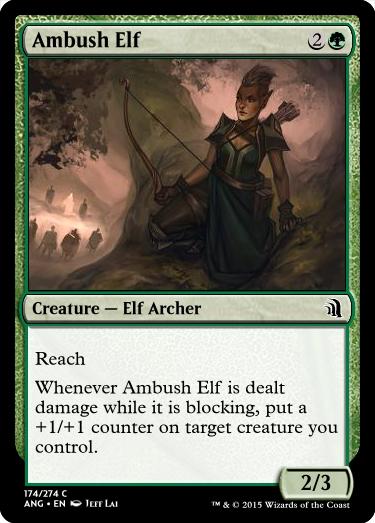 Ambush Elf 2
Creature — Elf Archer
Reach
Whenever Ambush Elf is dealt
damage while it is blocking, put a
+1/+1 counter on target creature you
control.
2/3
174/274 C
ANG • EN Jeff Lai
™ & © 2015 Wizards of the Coast